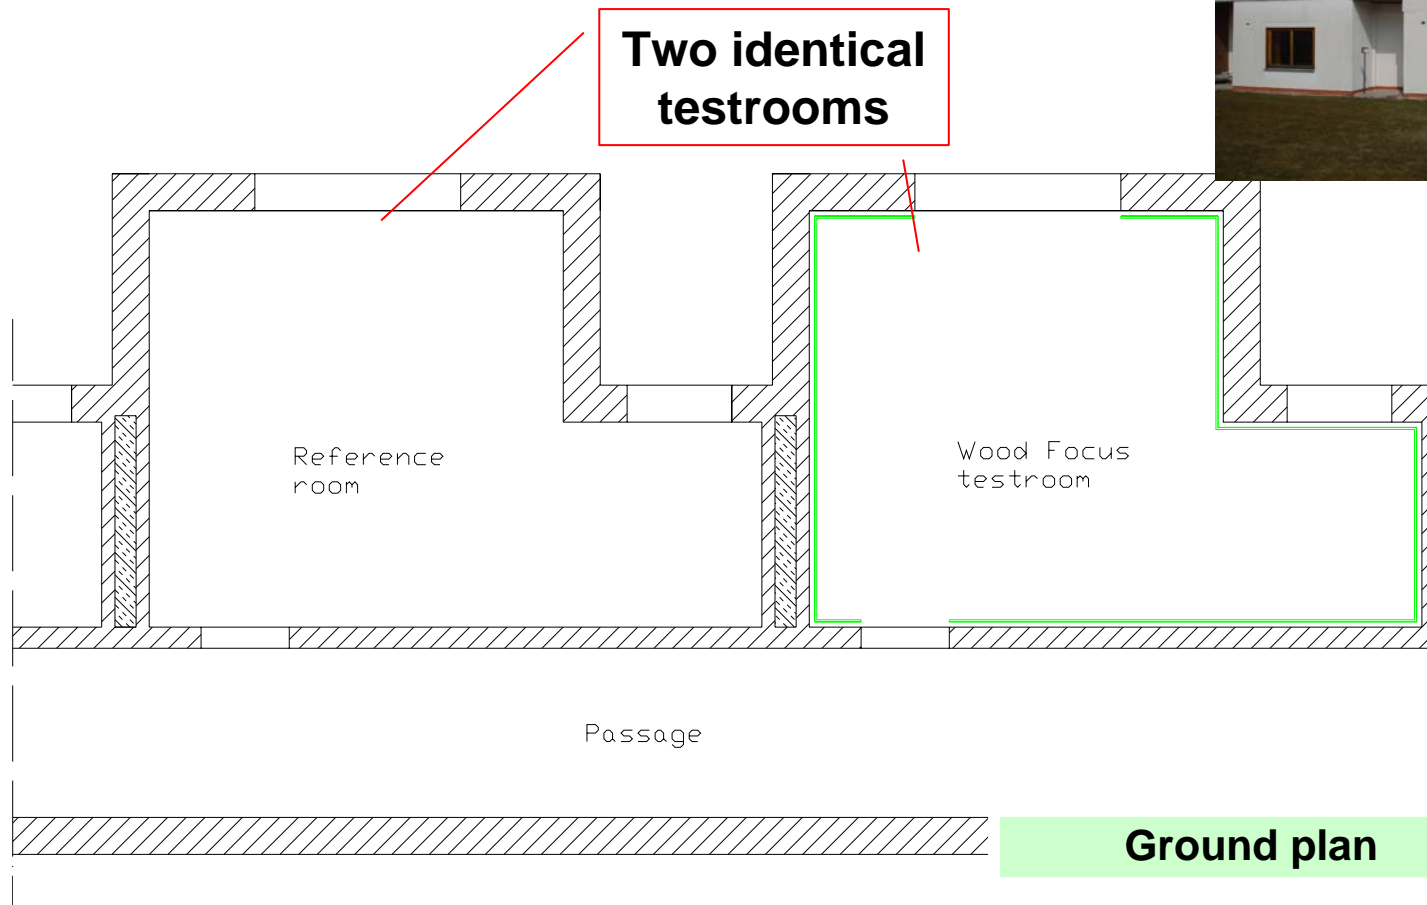 Two identical
testrooms
Reference
room
Wood Focus
testroom
Passage
Ground plan